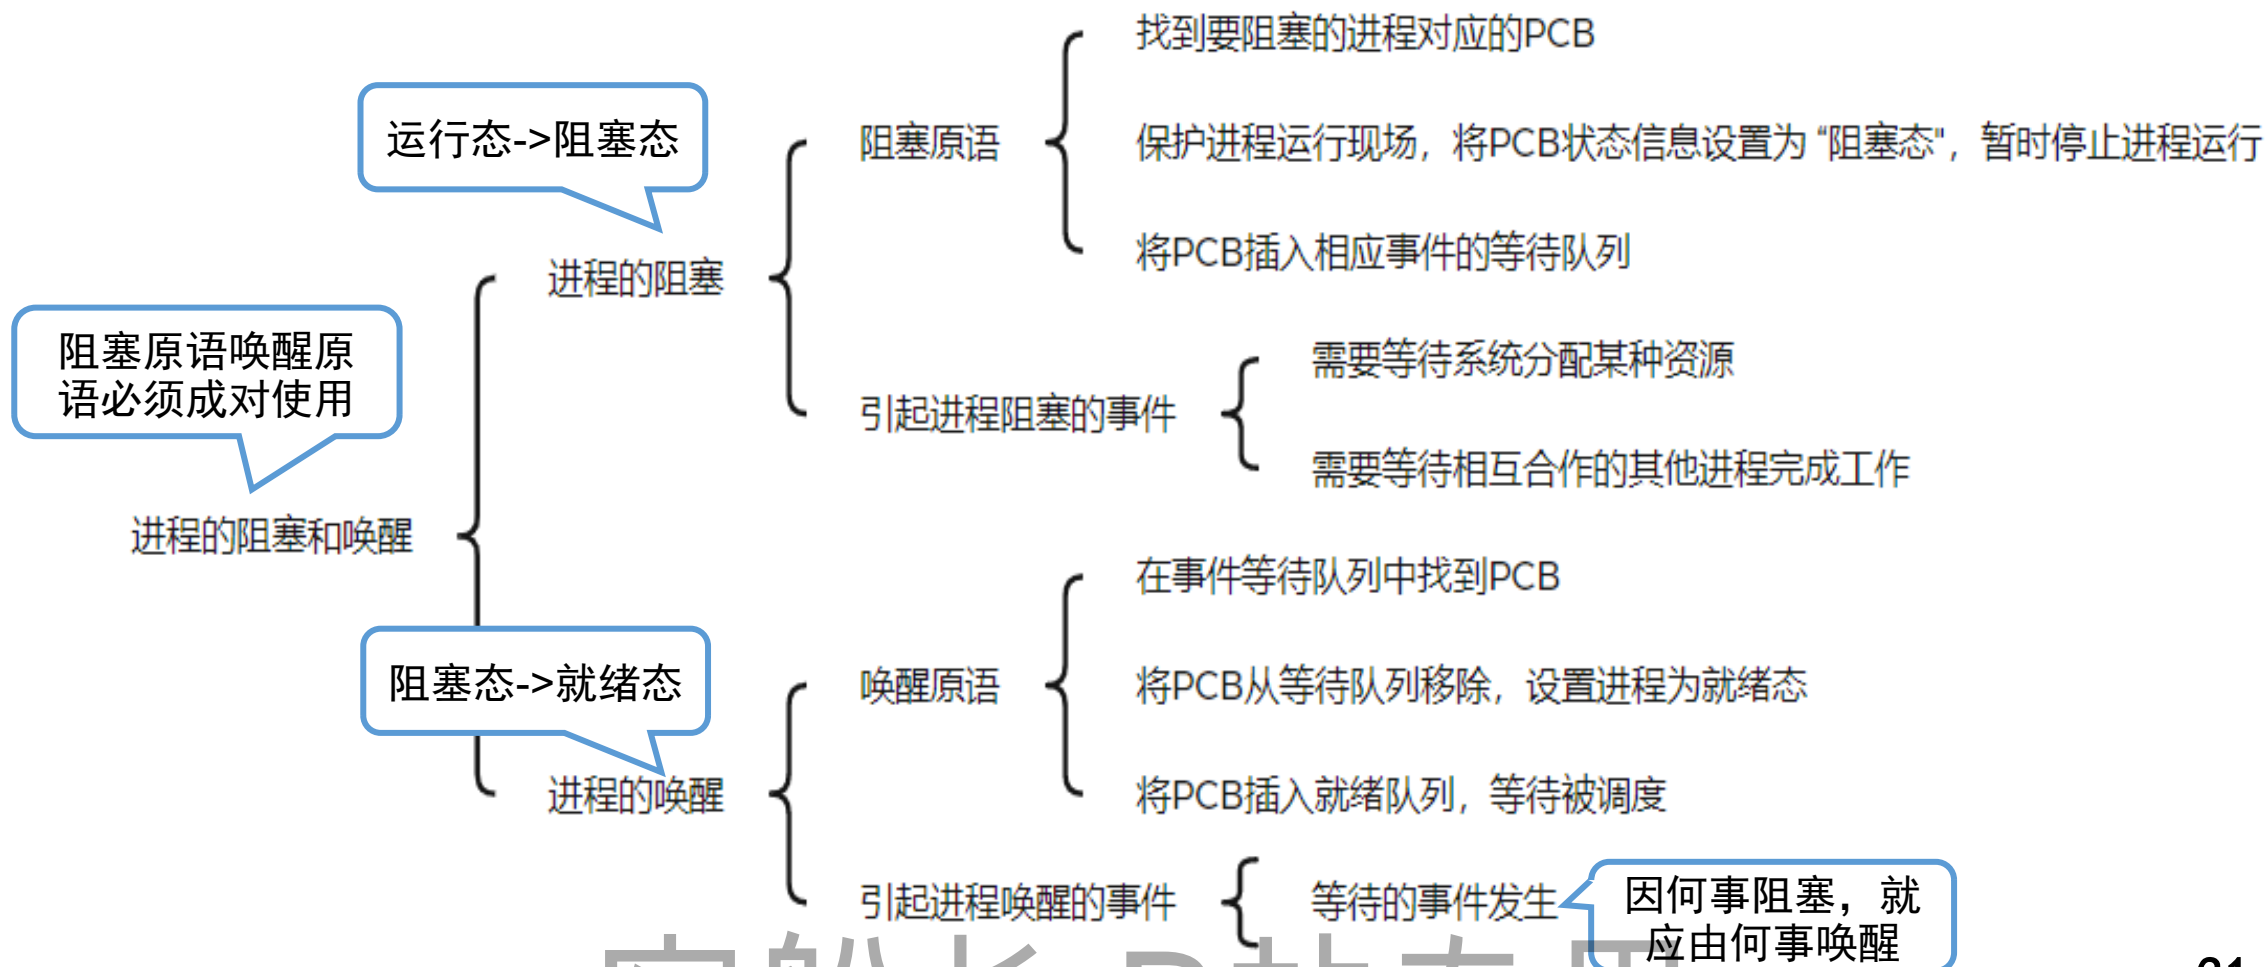 找到要阻塞的进程对应的PCB
运行态->阻塞态
阻塞原语
保护进程运行现场，将PCB状态信息设置为 “阻塞态"，暂时停止进程运行
将PCB插入相应事件的等待队列
进程的阻塞
阻塞原语唤醒原
语必须成对使用
需要等待系统分配某种资源
引起进程阻塞的事件
需要等待相互合作的其他进程完成工作
进程的阻塞和唤醒
在事件等待队列中找到PCB
阻塞态->就绪态
唤醒原语
将PCB从等待队列移除，设置进程为就绪态
进程的唤醒
将PCB插入就绪队列，等待被调度
引起进程唤醒的事件
等待的事件发生
因何事阻塞，就
应由何事唤醒